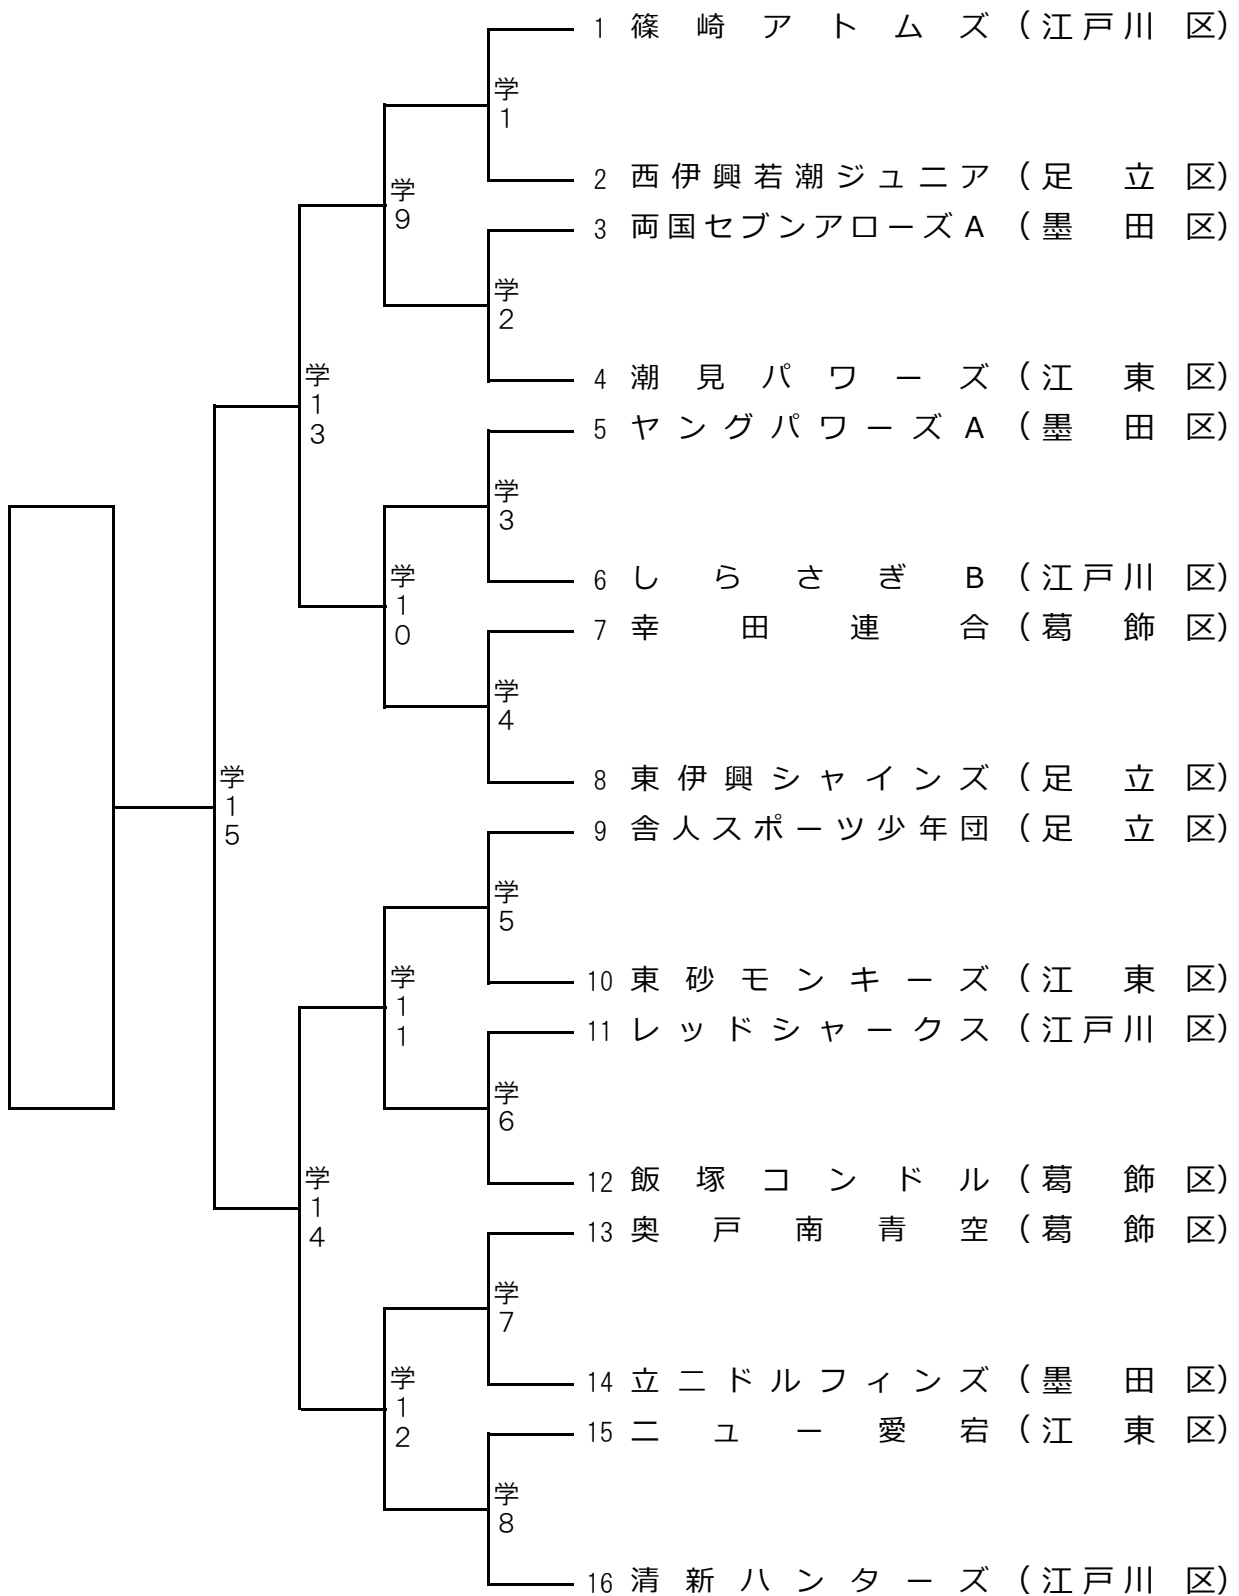 1 篠崎アトムズ (江戸川区)
学1
2 西伊興若潮ジュニア (足立区)
学9
3 両国セブンアローズA (墨田区)
学2
4 潮見パワーズ (江東区)
学13
5 ヤングパワーズA (墨田区)
学3
6 しらさぎB (江戸川区)
学10
7 幸田連合 (葛飾区)
学4
8 東伊興シャインズ (足立区)
学15
9 舎人スポーツ少年団 (足立区)
学5
10 東砂モンキーズ (江東区)
学11
11 レッドシャークス (江戸川区)
学6
12 飯塚コンドル (葛飾区)
学14
13 奥戸南青空 (葛飾区)
学7
14 立二ドルフィンズ (墨田区)
学12
15 ニュー愛宕 (江東区)
学8
16 清新ハンターズ (江戸川区)